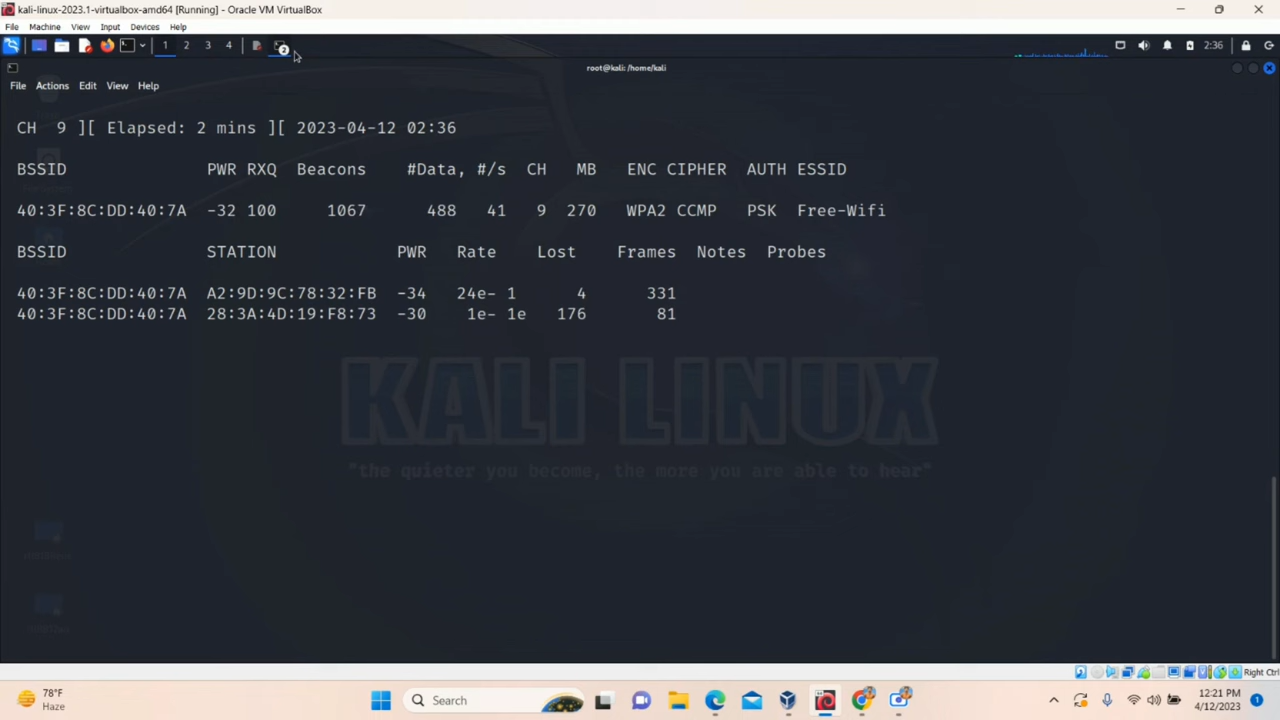 kali-linux-2023.1-virtualbox-amd64 [Running] - Oracle VM VirtualBox
File Machine View Input Devices Help
1 2 3 4 2 2:36
root@kali: /home/kali
File Actions Edit View Help
CH 9 ][ Elapsed: 2 mins ][ 2023-04-12 02:36
BSSID PWR RXQ Beacons #Data, #/s CH MB ENC CIPHER AUTH ESSID
40:3F:8C:DD:40:7A -32 100 1067 488 41 9 270 WPA2 CCMP PSK Free-Wifi
BSSID STATION PWR Rate Lost Frames Notes Probes
40:3F:8C:DD:40:7A A2:9D:9C:78:32:FB -34 24e- 1 4 331
40:3F:8C:DD:40:7A 28:3A:4D:19:F8:73 -30 1e- 1e 176 81
KALI LINUX
"the quieter you become, the more you are able to hear"
Right Ctrl
78°F
Haze
Search
12:21 PM
4/12/2023
1